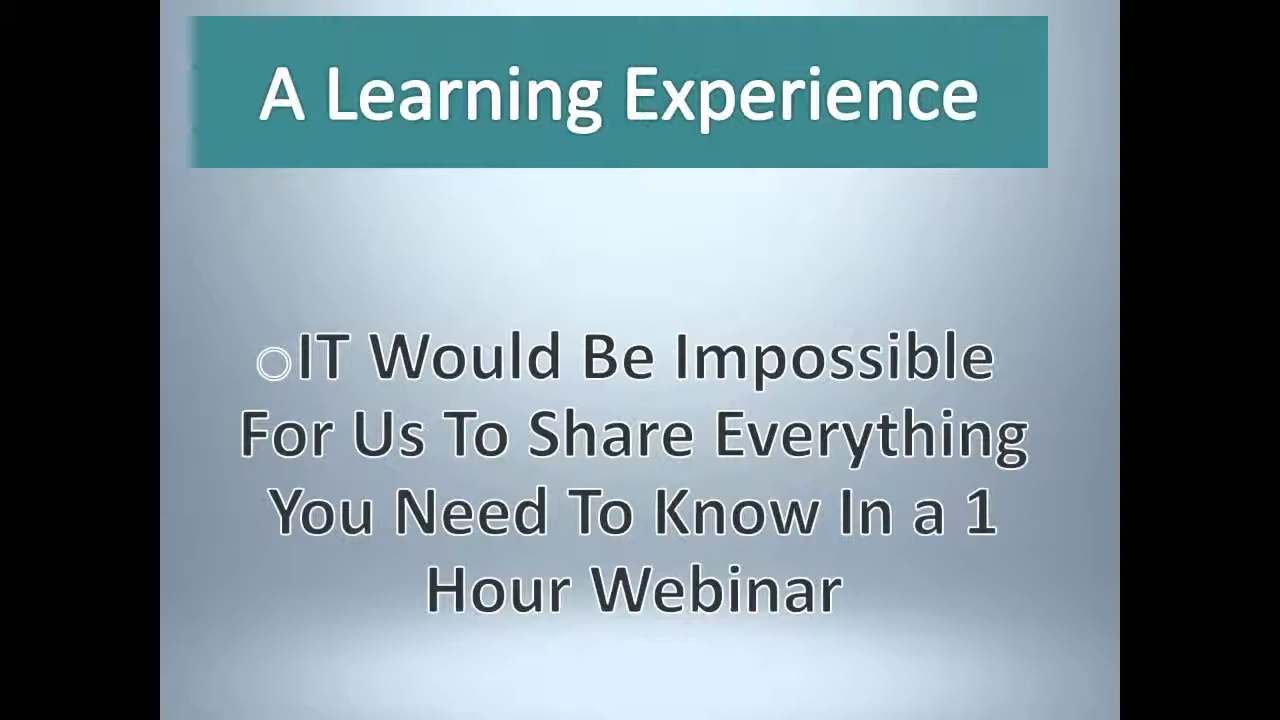 A Learning Experience
IT Would Be Impossible
For Us To Share Everything
You Need To Know In a 1
Hour Webinar